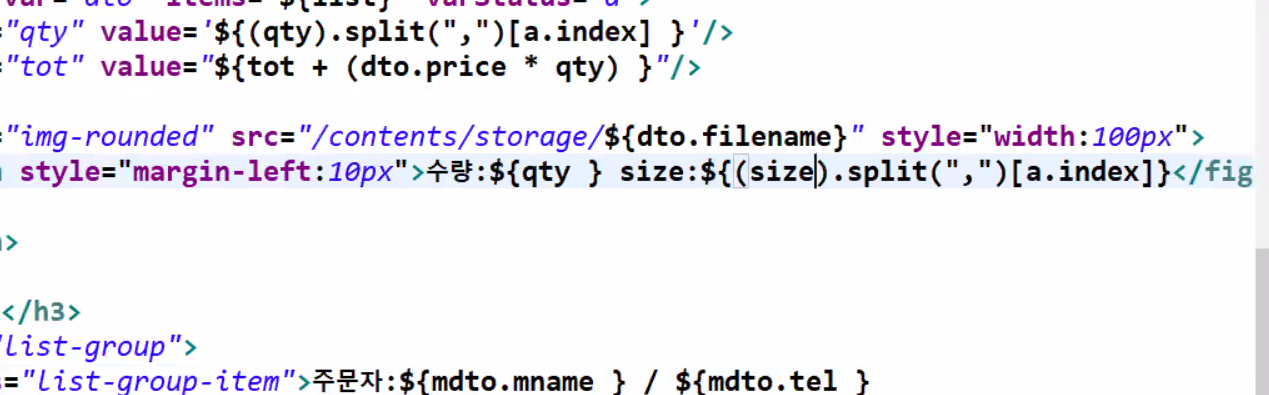 var="dto" items="${list}" varStatus="a">
="qty" value='${(qty).split(",")[a.index] }'/>
="tot" value="${tot + (dto.price * qty) }"/>
="img-rounded" src="/contents/storage/${dto.filename}" style="width:100px">
style="margin-left:10px">수량:${qty } size:${(size).split(",")[a.index]}</fig
>
</h3>
"list-group">
s="list-group-item">주문자:${mdto.mname } / ${mdto.tel }